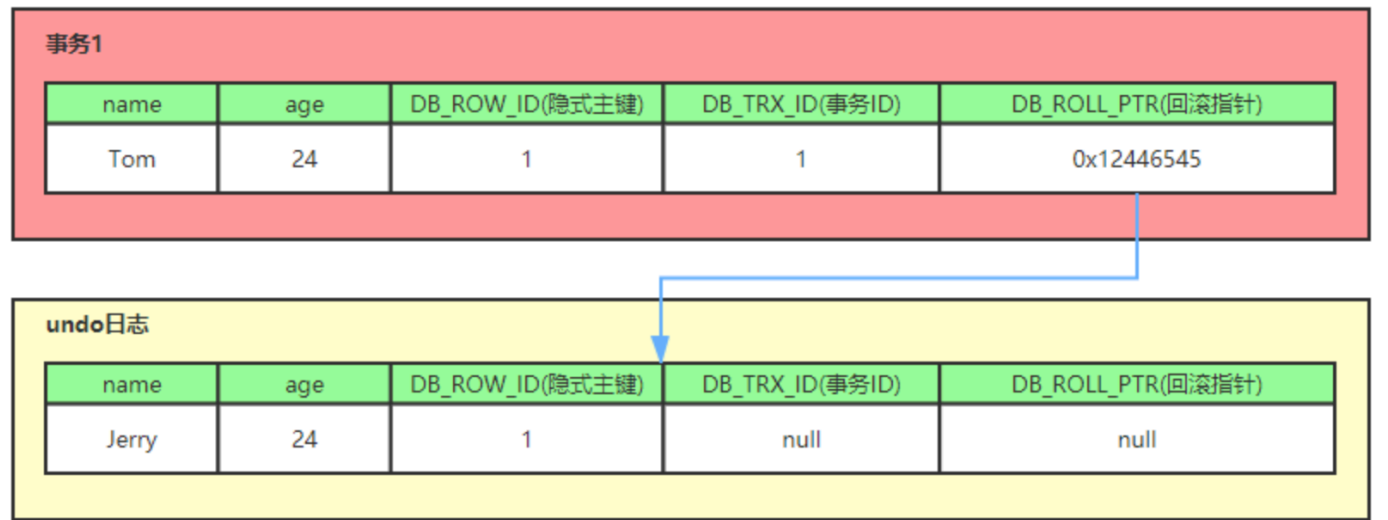 事务1
name age DB_ROW_ID(隐式主键) DB_TRX_ID(事务ID) DB_ROLL_PTR(回滚指针)
Tom 24 1 1 0x12446545
undo日志
name age DB_ROW_ID(隐式主键) DB_TRX_ID(事务ID) DB_ROLL_PTR(回滚指针)
Jerry 24 1 null null